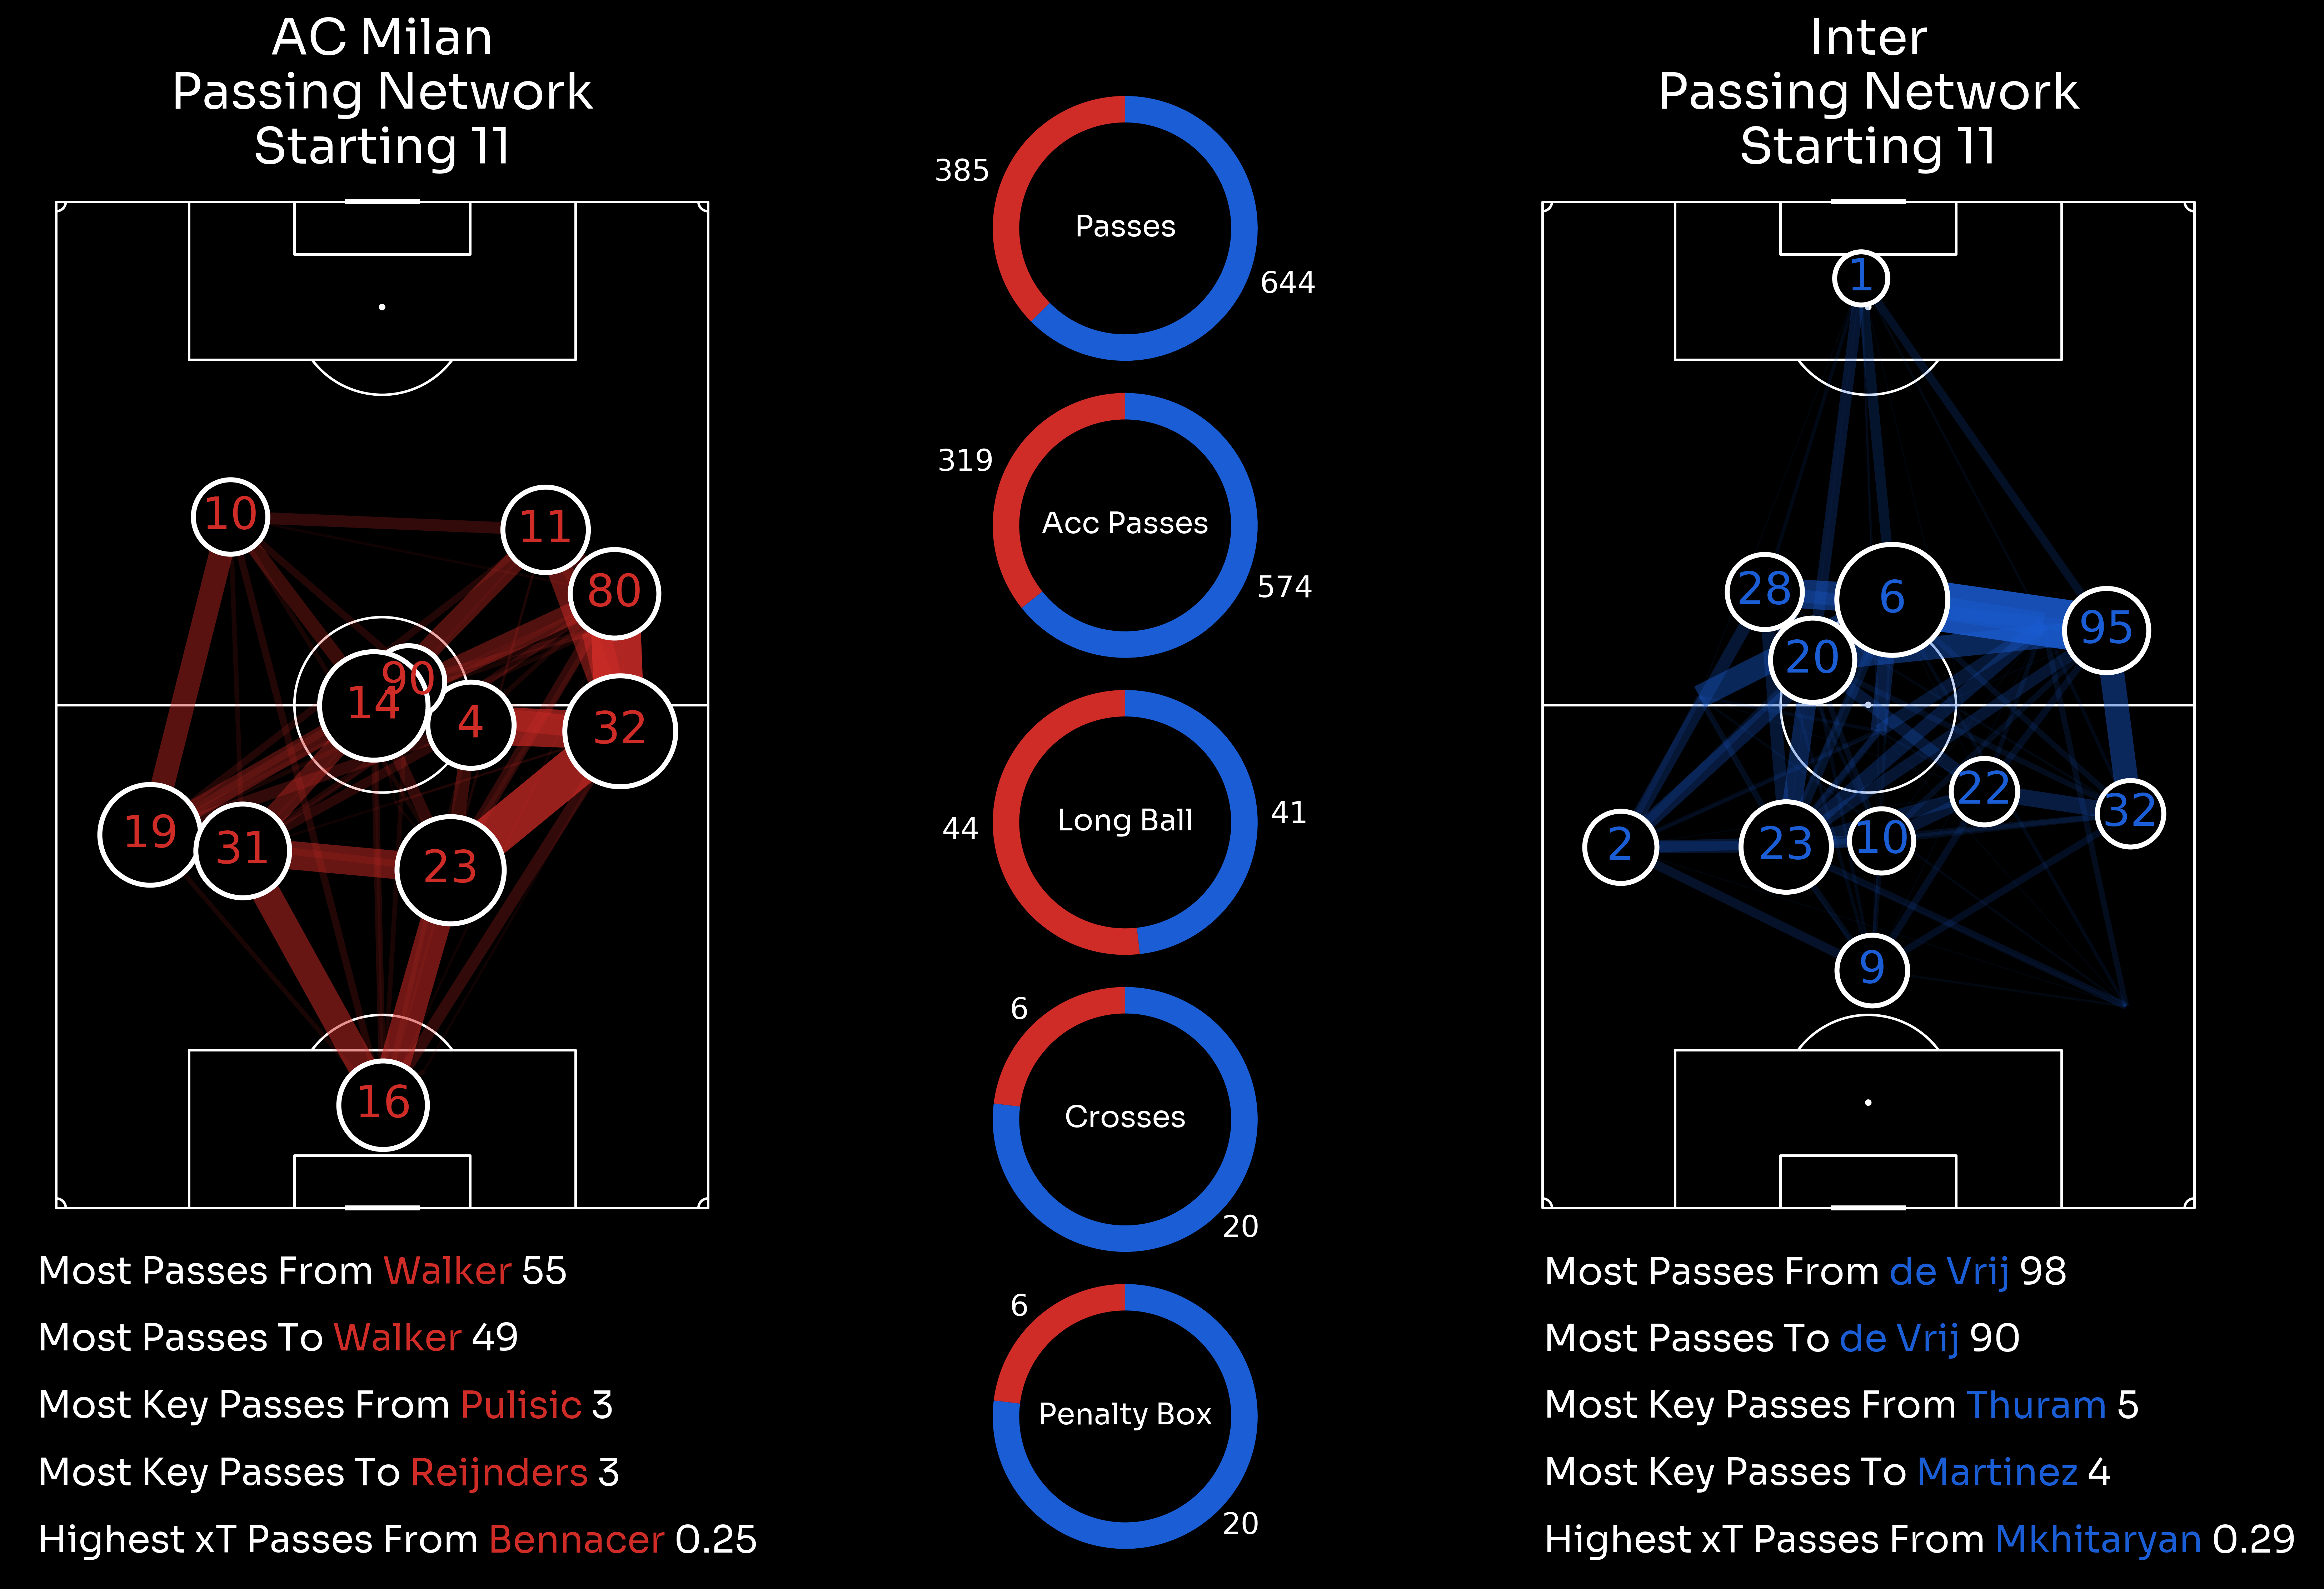 AC Milan
Passing Network
Starting 11
10
11
80
90
14
4
32
19
31
23
16
Most Passes From Walker 55
Most Passes To Walker 49
Most Key Passes From Pulisic 3
Most Key Passes To Reijnders 3
Highest xT Passes From Bennacer 0.25
385
Passes
644
319
Acc Passes
574
44
Long Ball
41
6
Crosses
20
6
Penalty Box
20
Inter
Passing Network
Starting 11
1
28
6
95
20
22
32
2
23
10
9
Most Passes From de Vrij 98
Most Passes To de Vrij 90
Most Key Passes From Thuram 5
Most Key Passes To Martinez 4
Highest xT Passes From Mkhitaryan 0.29